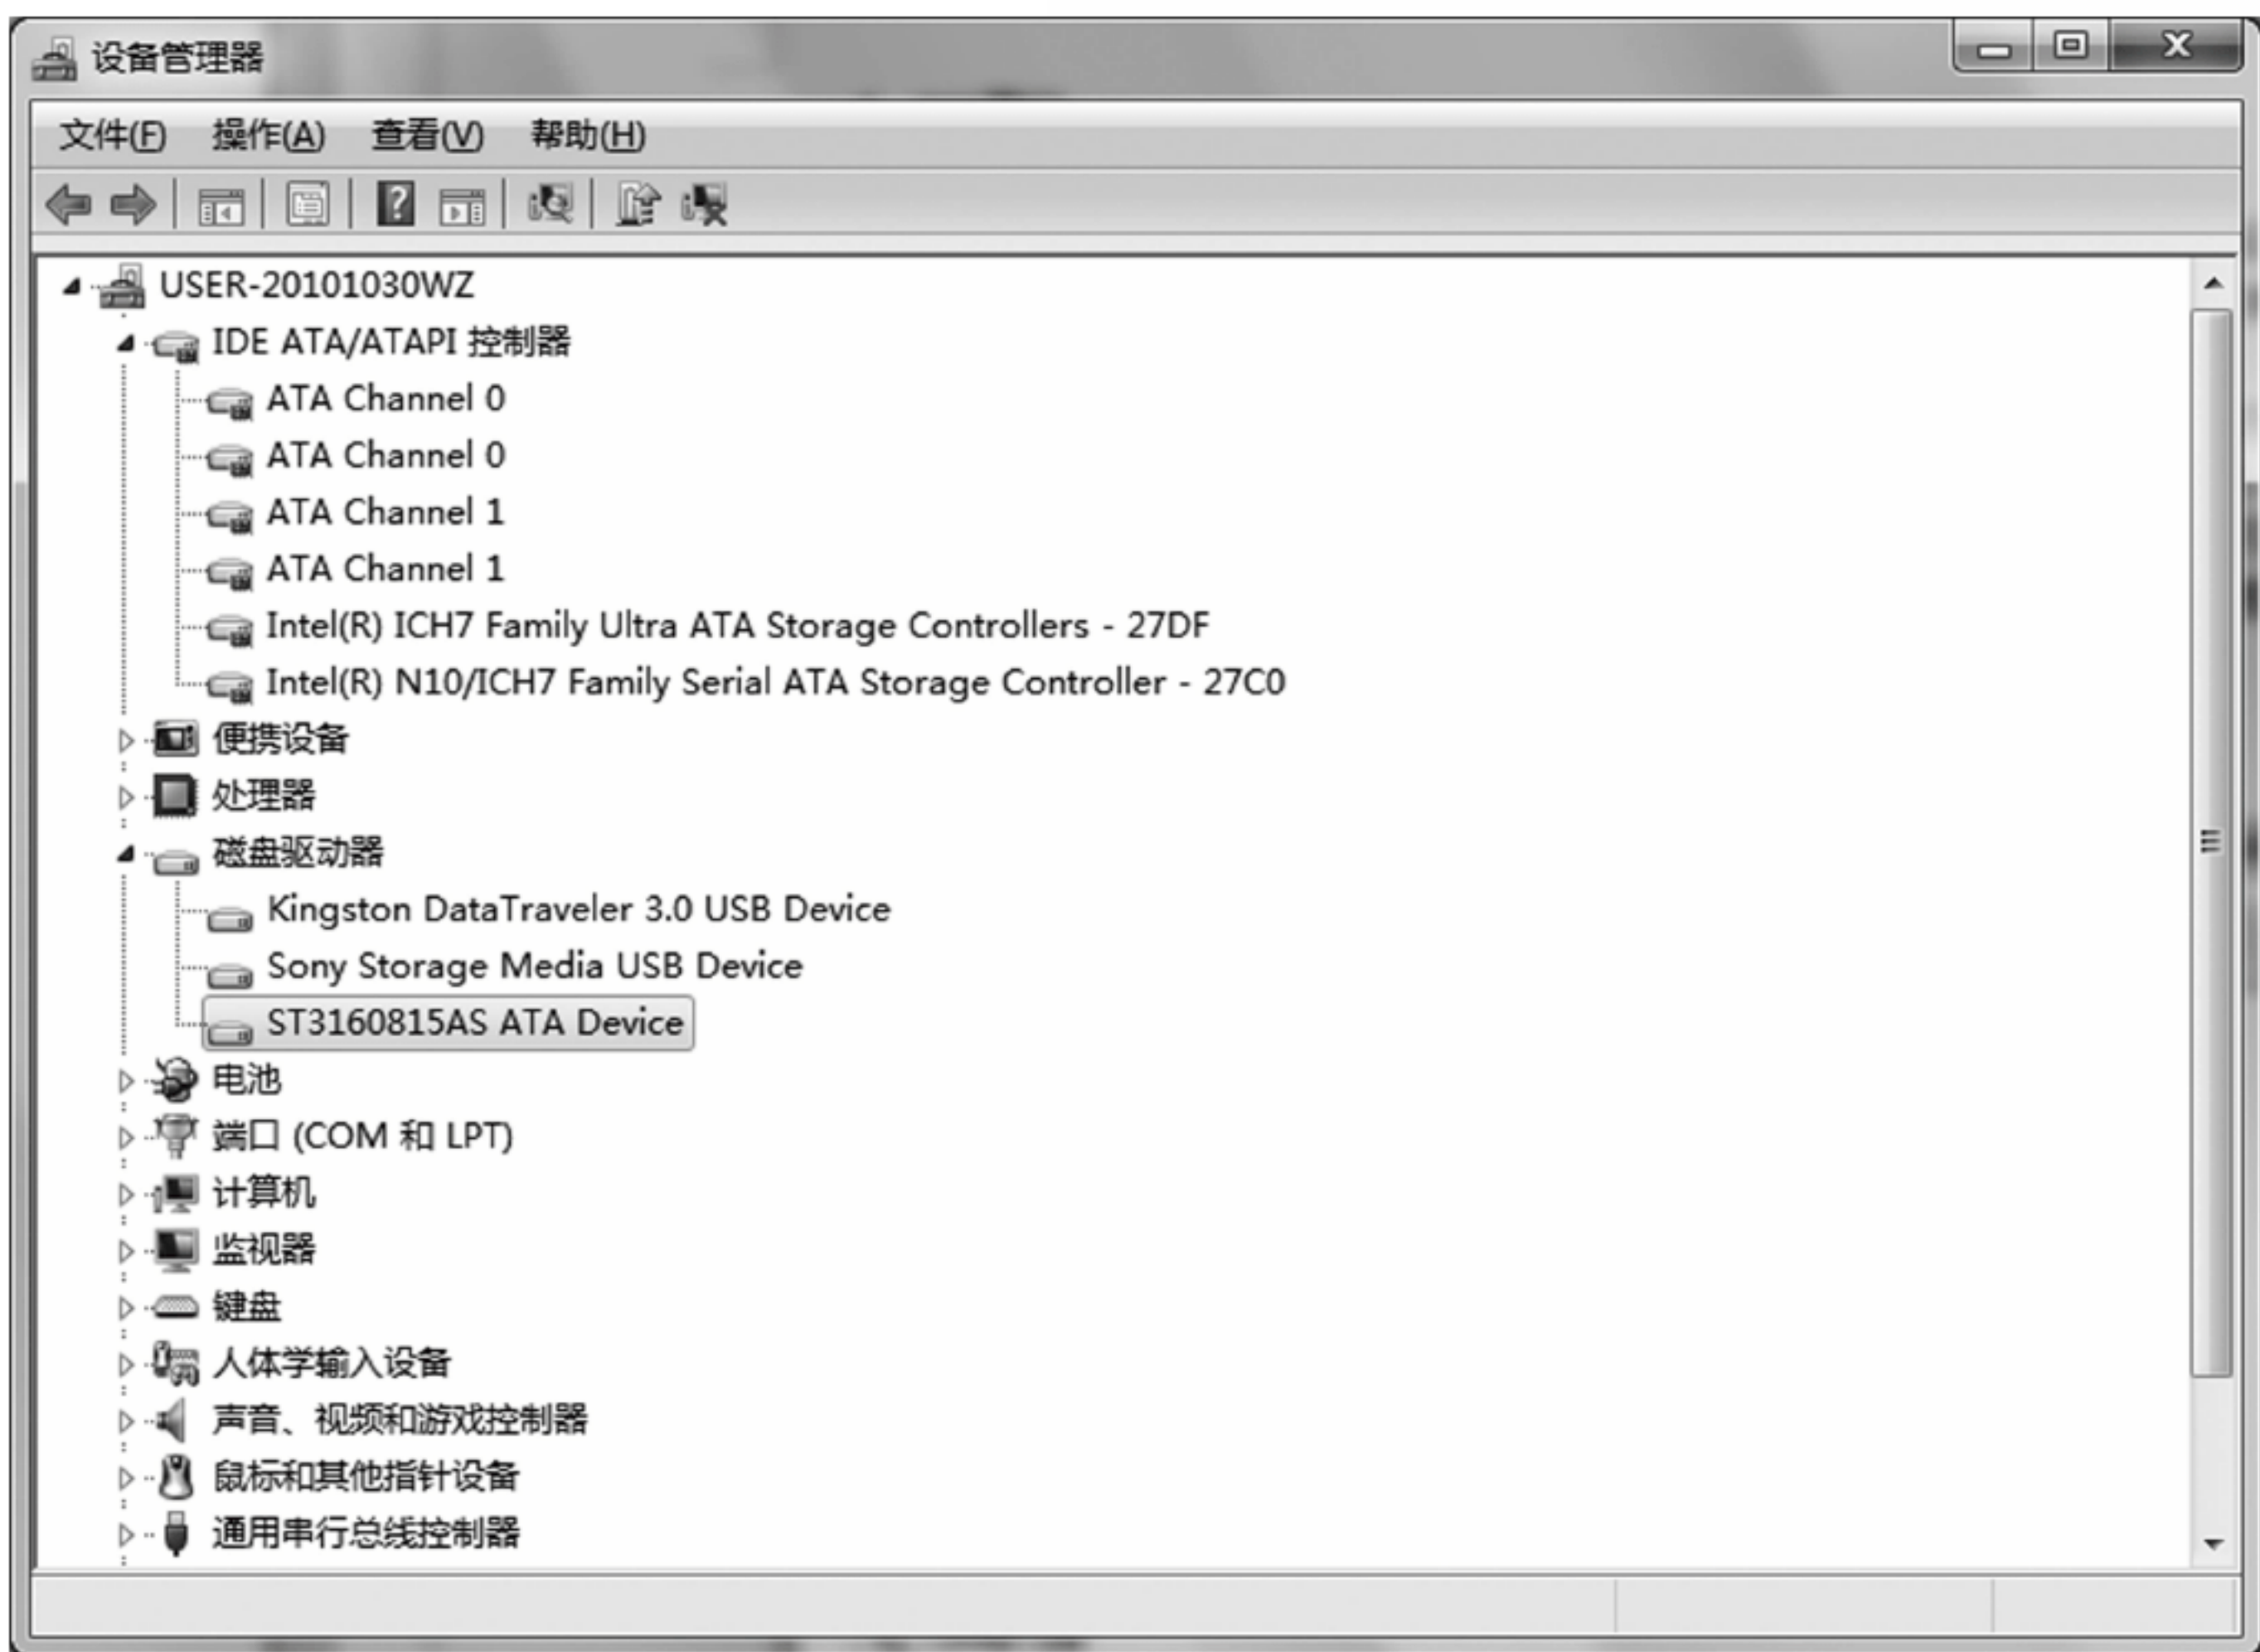 设备管理器
文件(F) 操作(A) 查看(V) 帮助(H)
USER-20101030WZ
IDE ATA/ATAPI 控制器
ATA Channel 0
ATA Channel 0
ATA Channel 1
ATA Channel 1
Intel(R) ICH7 Family Ultra ATA Storage Controllers - 27DF
Intel(R) N10/ICH7 Family Serial ATA Storage Controller - 27C0
便携设备
处理器
磁盘驱动器
Kingston DataTraveler 3.0 USB Device
Sony Storage Media USB Device
ST3160815AS ATA Device
电池
端口 (COM 和 LPT)
计算机
监视器
键盘
人体学输入设备
声音、视频和游戏控制器
鼠标和其他指针设备
通用串行总线控制器